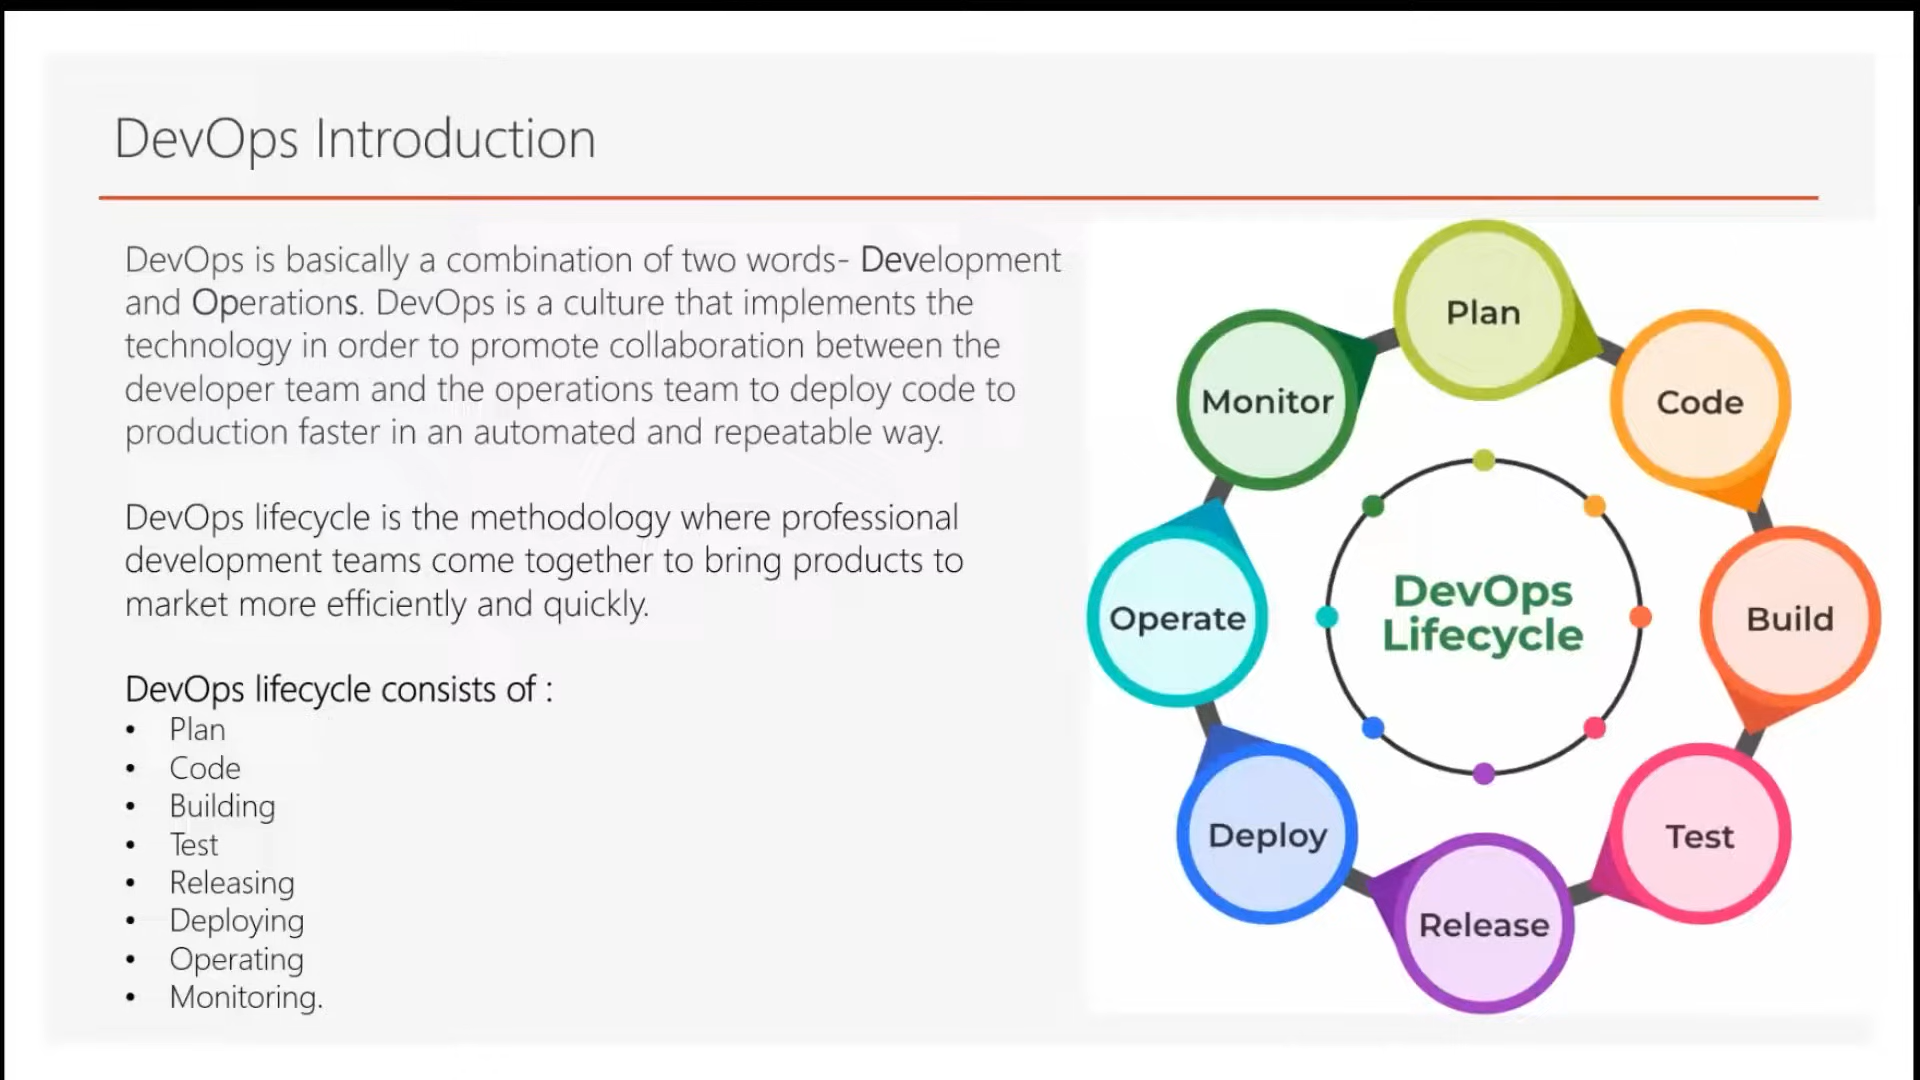 DevOps Introduction
DevOps is basically a combination of two words- Development
and Operations. DevOps is a culture that implements the
technology in order to promote collaboration between the
developer team and the operations team to deploy code to
production faster in an automated and repeatable way.
DevOps lifecycle is the methodology where professional
development teams come together to bring products to
market more efficiently and quickly.
DevOps lifecycle consists of :
• Plan
• Code
• Building
• Test
• Releasing
• Deploying
• Operating
• Monitoring.
Plan
Code
Build
Test
Release
Deploy
Operate
Monitor
DevOps
Lifecycle